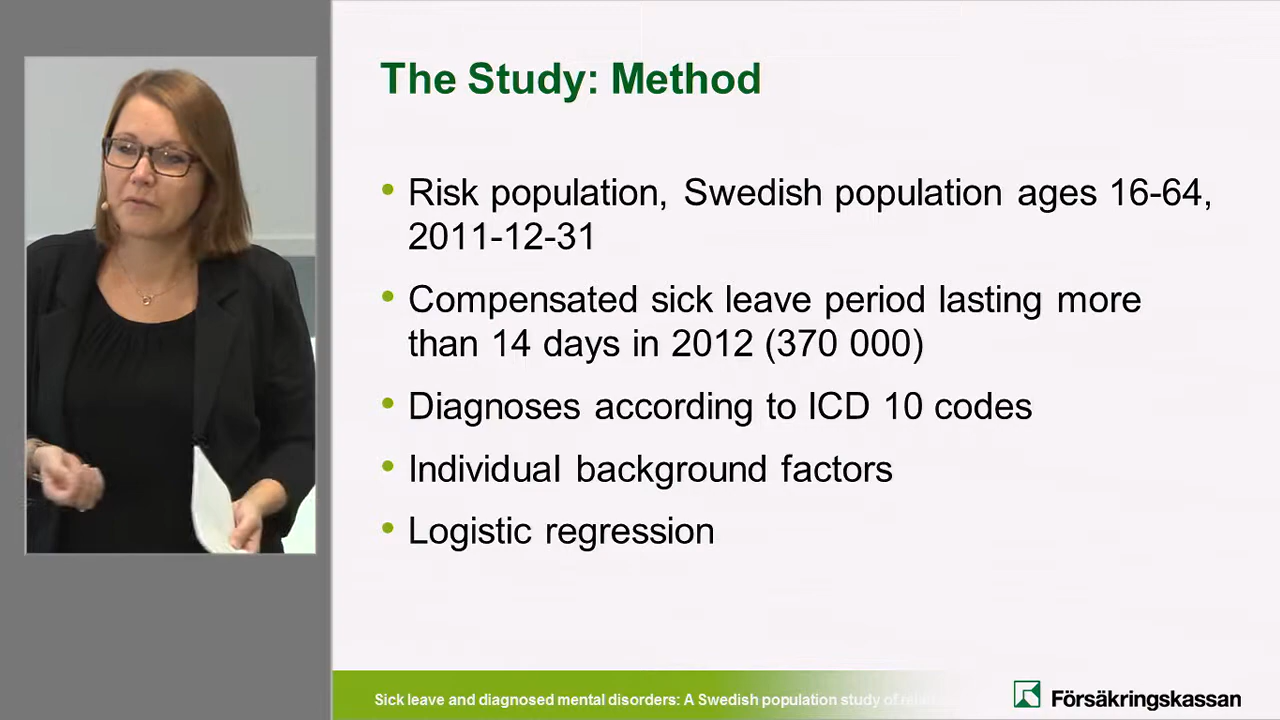 The Study: Method
• Risk population, Swedish population ages 16-64,
2011-12-31
• Compensated sick leave period lasting more
than 14 days in 2012 (370 000)
• Diagnoses according to ICD 10 codes
• Individual background factors
• Logistic regression
Sick leave and diagnosed mental disorders: A Swedish population study of
Försäkringskassan